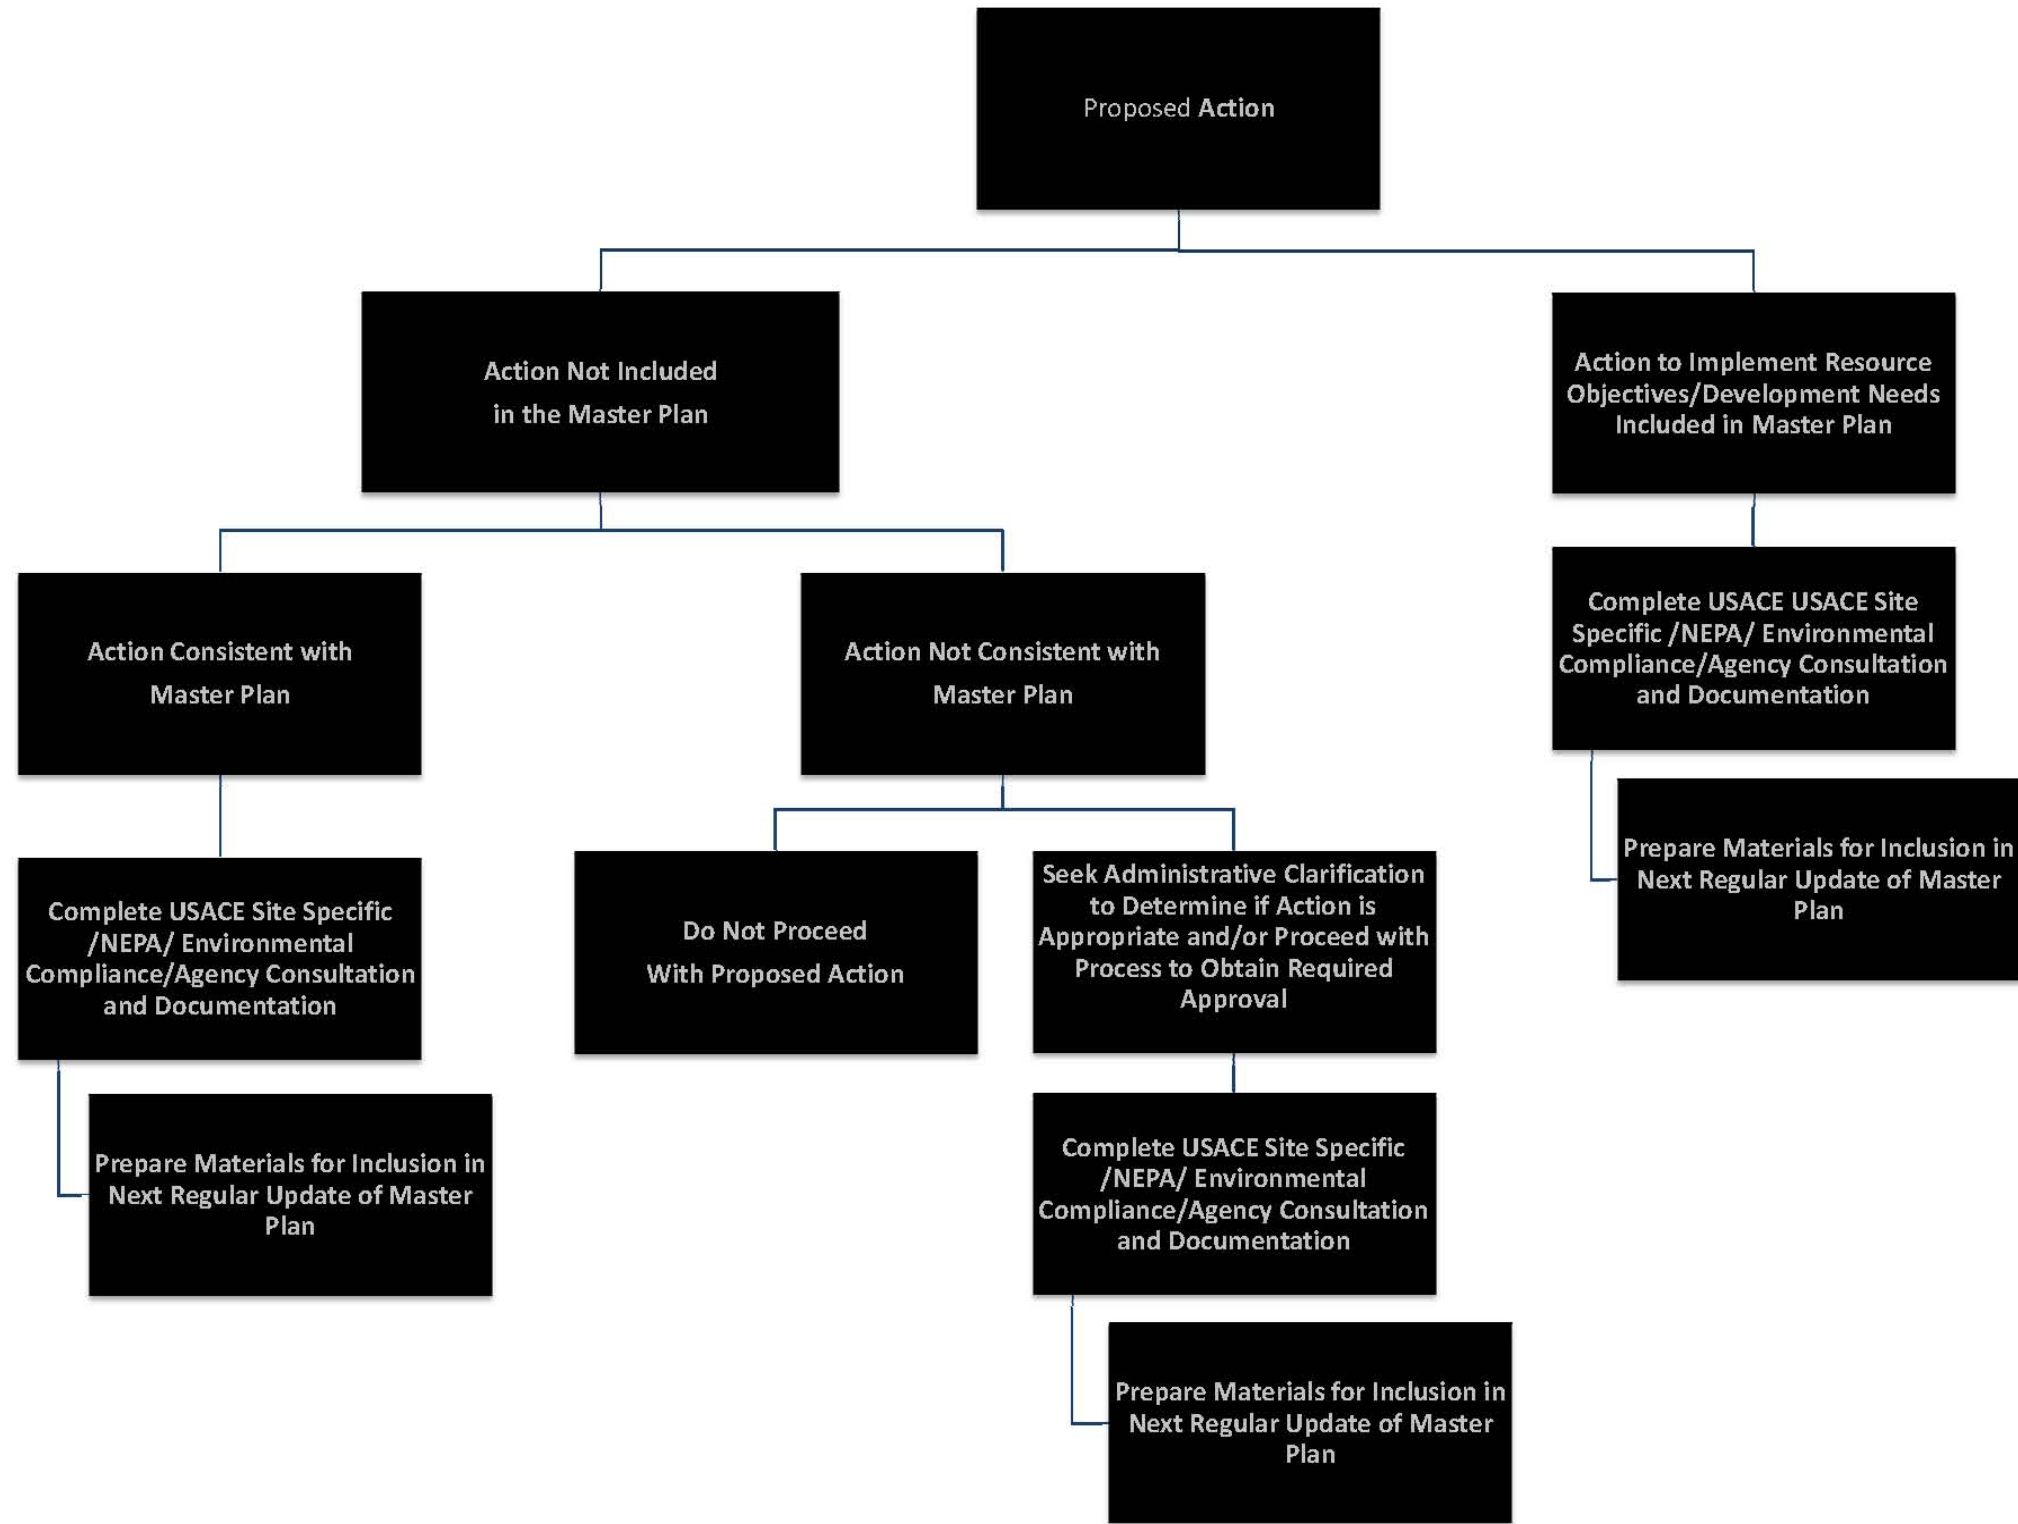 Proposed Action
Action Not Included
in the Master Plan
Action to Implement Resource
Objectives/Development Needs
Included in Master Plan
Action Consistent with
Master Plan
Action Not Consistent with
Master Plan
Complete USACE USACE Site
Specific /NEPA/ Environmental
Compliance/Agency Consultation
and Documentation
Prepare Materials for Inclusion in
Next Regular Update of Master
Plan
Complete USACE Site Specific
/NEPA/ Environmental
Compliance/Agency Consultation
and Documentation
Do Not Proceed
With Proposed Action
Seek Administrative Clarification
to Determine if Action is
Appropriate and/or Proceed with
Process to Obtain Required
Approval
Prepare Materials for Inclusion in
Next Regular Update of Master
Plan
Complete USACE Site Specific
/NEPA/ Environmental
Compliance/Agency Consultation
and Documentation
Prepare Materials for Inclusion in
Next Regular Update of Master
Plan